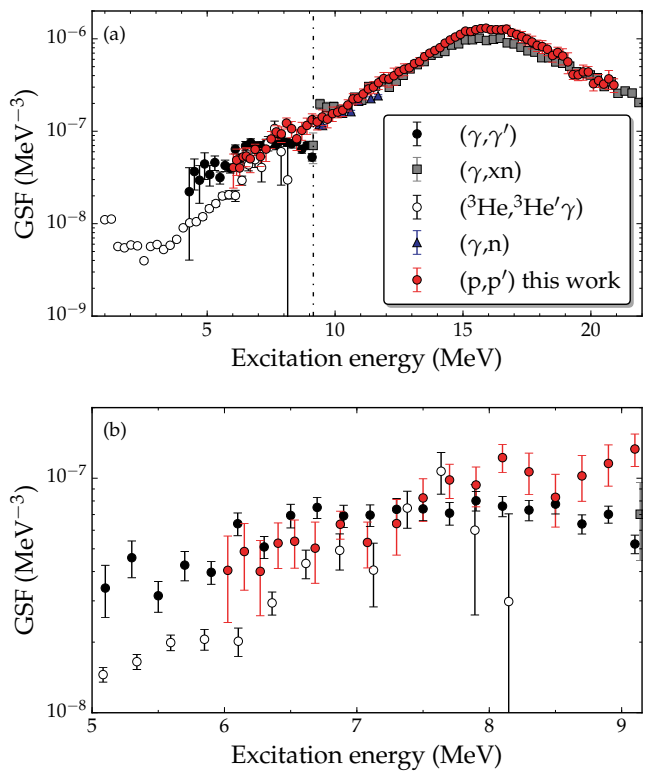 (a)
10⁻⁶
10⁻⁷
10⁻⁸
10⁻⁹
GSF (MeV⁻³)
(γ,γ′)
(γ,xn)
(³He,³He′γ)
(γ,n)
(p,p′) this work
5 10 15 20
Excitation energy (MeV)
(b)
10⁻⁷
10⁻⁸
GSF (MeV⁻³)
5 6 7 8 9
Excitation energy (MeV)